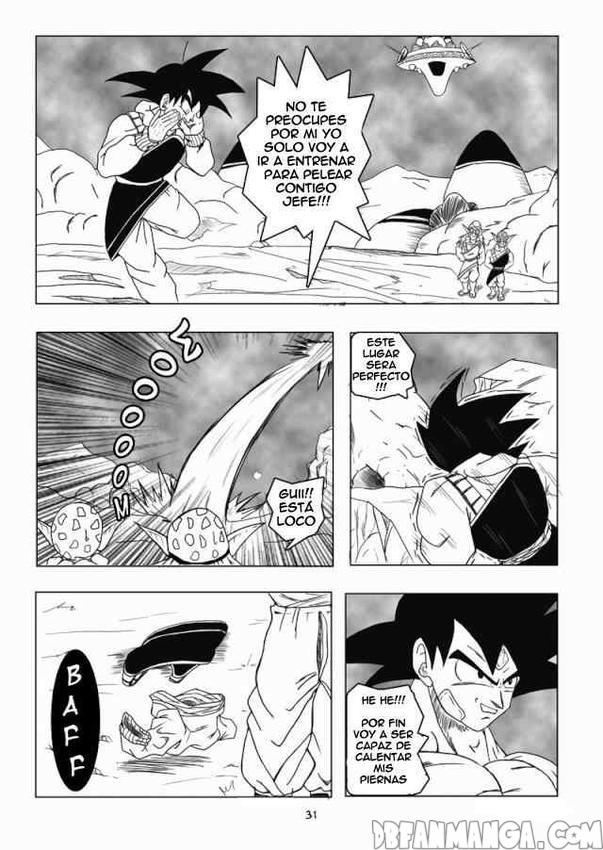 NO TE
PREOCUPES
POR MI YO
SOLO VOY A
IR A ENTRENAR
PARA PELEAR
CONTIGO
JEFE!!!
MOOOOOM
GUII!!
ESTÁ
LOCO
ESTE
LUGAR
SERA
PERFECTO
!!!
BAFF
HE HE!!!
POR FIN
VOY A SER
CAPAZ DE
CALENTAR
MIS
PIERNAS
31
DBFANMANGA.COM